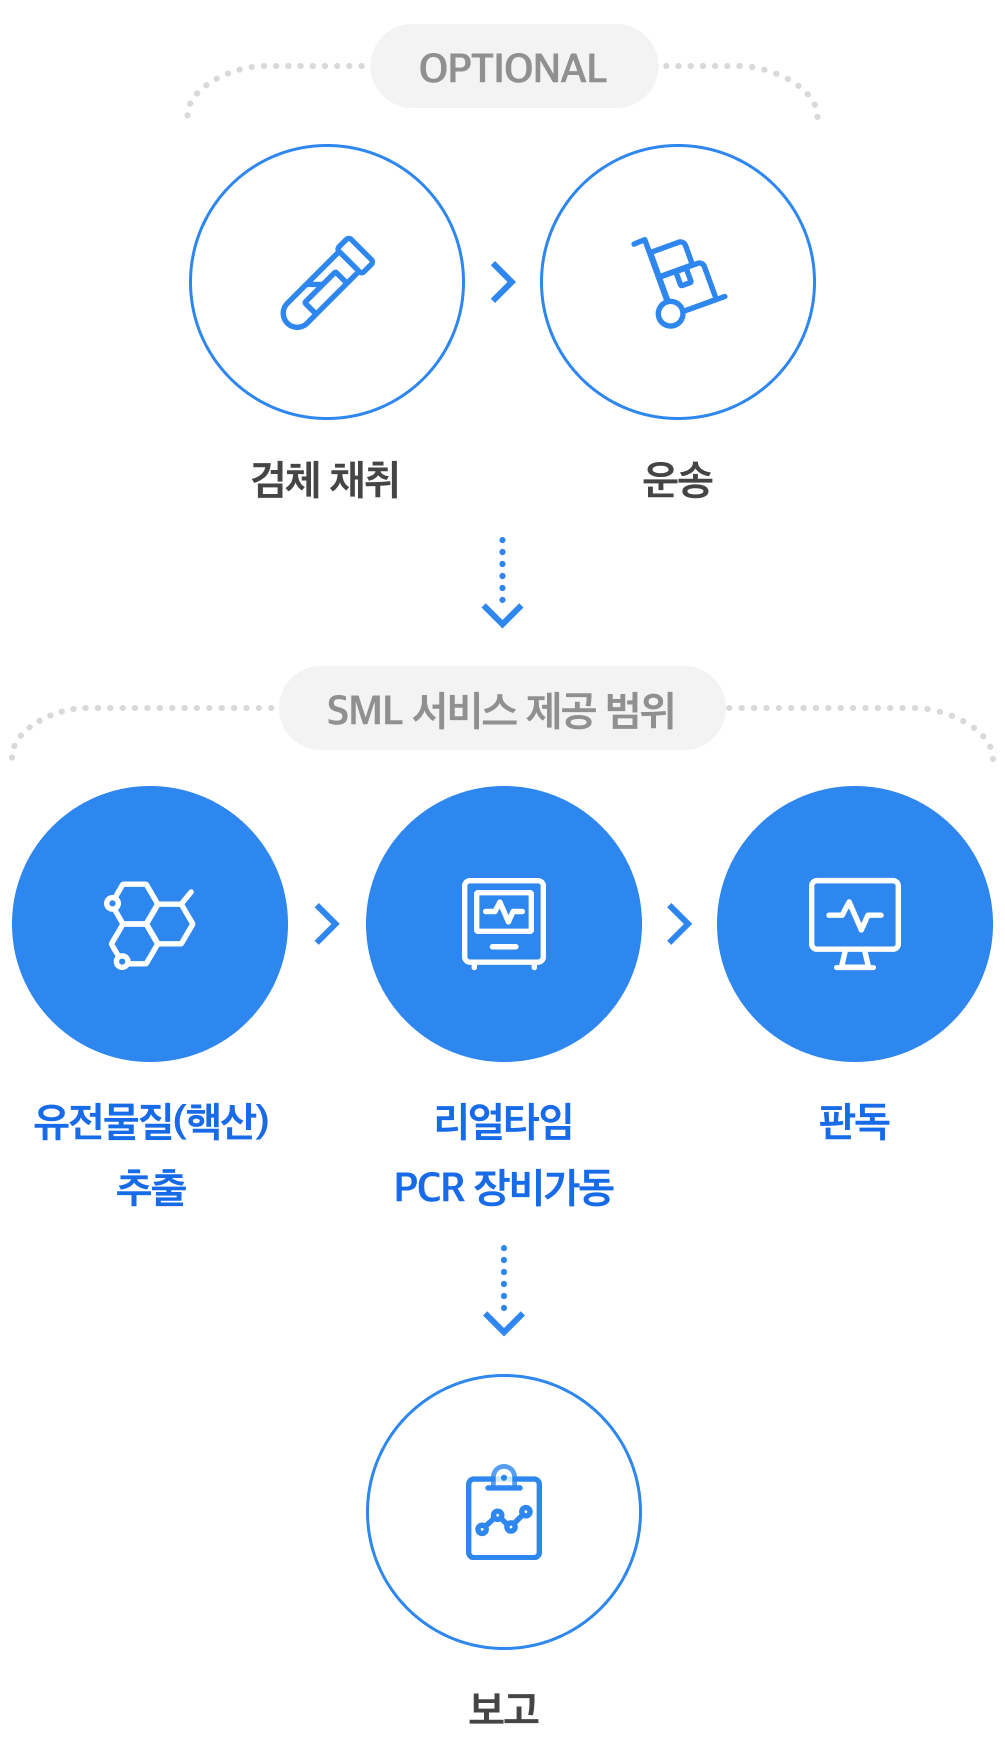 OPTIONAL
검체 채취
운송
SML 서비스 제공 범위
유전물질(핵산)
추출
리얼타임
PCR 장비가동
판독
보고